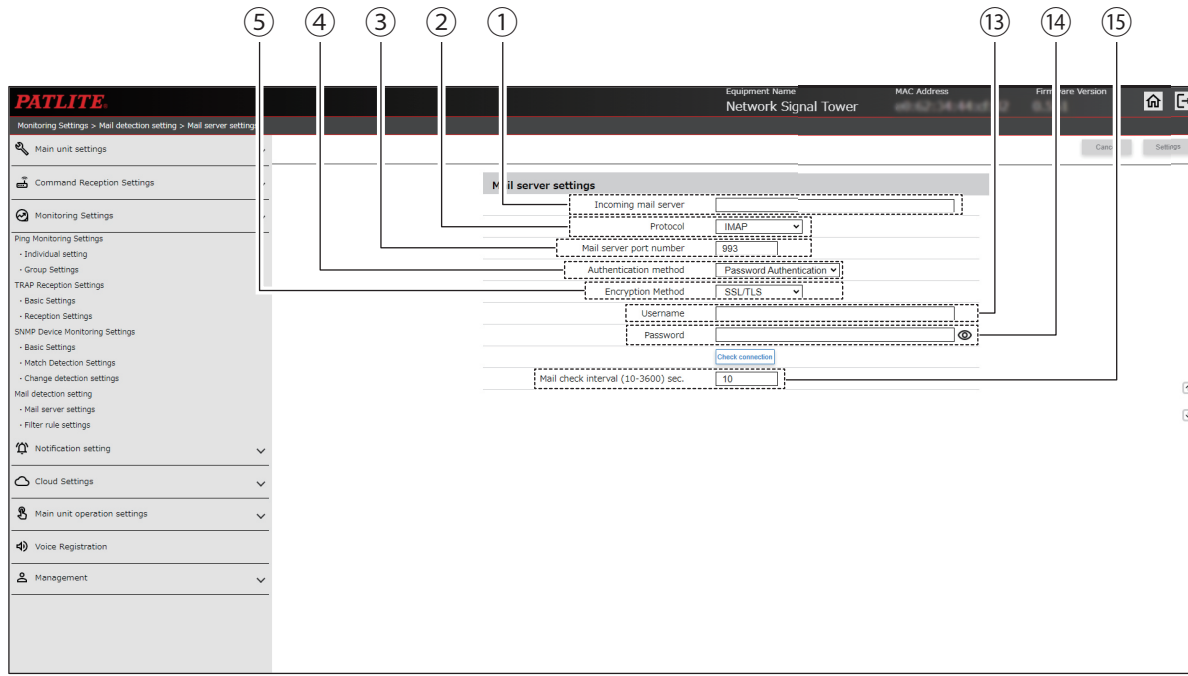 ⑤ ④ ③ ② ① ⑬ ⑭ ⑮
PATLITE
Equipment Name MAC Address Version
Network Signal Tower
Monitoring Settings > Mail detection setting > Mail server settings
Main unit settings
Settings
Command Reception Settings
Mail server settings
Incoming mail server
Monitoring Settings
Protocol IMAP
Ping Monitoring Settings
・Individual setting
Mail server port number 993
・Group Settings
Authentication method Password Authentication
TRAP Reception Settings
Encryption Method SSL/TLS
・Basic Settings
・Reception Settings
Username
SNMP Device Monitoring Settings
Password
・Basic Settings
Check connection
・Match Detection Settings
・Change detection settings
Mail check interval (10-3600) sec. 10
Mail detection setting
・Mail server settings
・Filter rule settings
Notification setting
Cloud Settings
Main unit operation settings
Voice Registration
Management